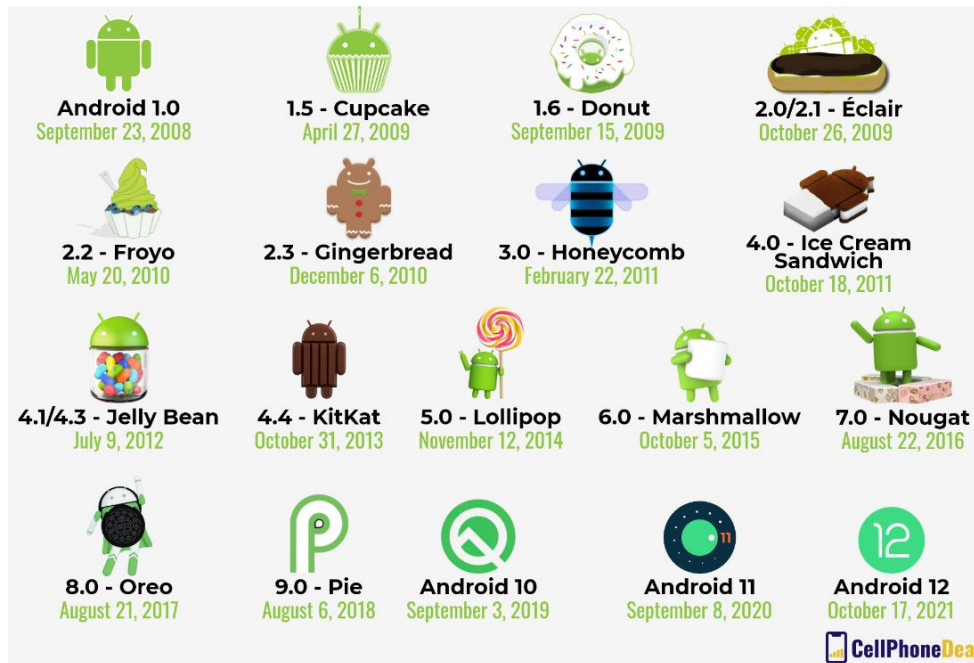 Android 1.0
September 23, 2008
1.5 - Cupcake
April 27, 2009
1.6 - Donut
September 15, 2009
2.0/2.1 - Éclair
October 26, 2009
2.2 - Froyo
May 20, 2010
2.3 - Gingerbread
December 6, 2010
3.0 - Honeycomb
February 22, 2011
4.0 - Ice Cream
Sandwich
October 18, 2011
4.1/4.3 - Jelly Bean
July 9, 2012
4.4 - KitKat
October 31, 2013
5.0 - Lollipop
November 12, 2014
6.0 - Marshmallow
October 5, 2015
7.0 - Nougat
August 22, 2016
8.0 - Oreo
August 21, 2017
9.0 - Pie
August 6, 2018
Android 10
September 3, 2019
11
Android 11
September 8, 2020
12
Android 12
October 17, 2021
CellPhoneDea